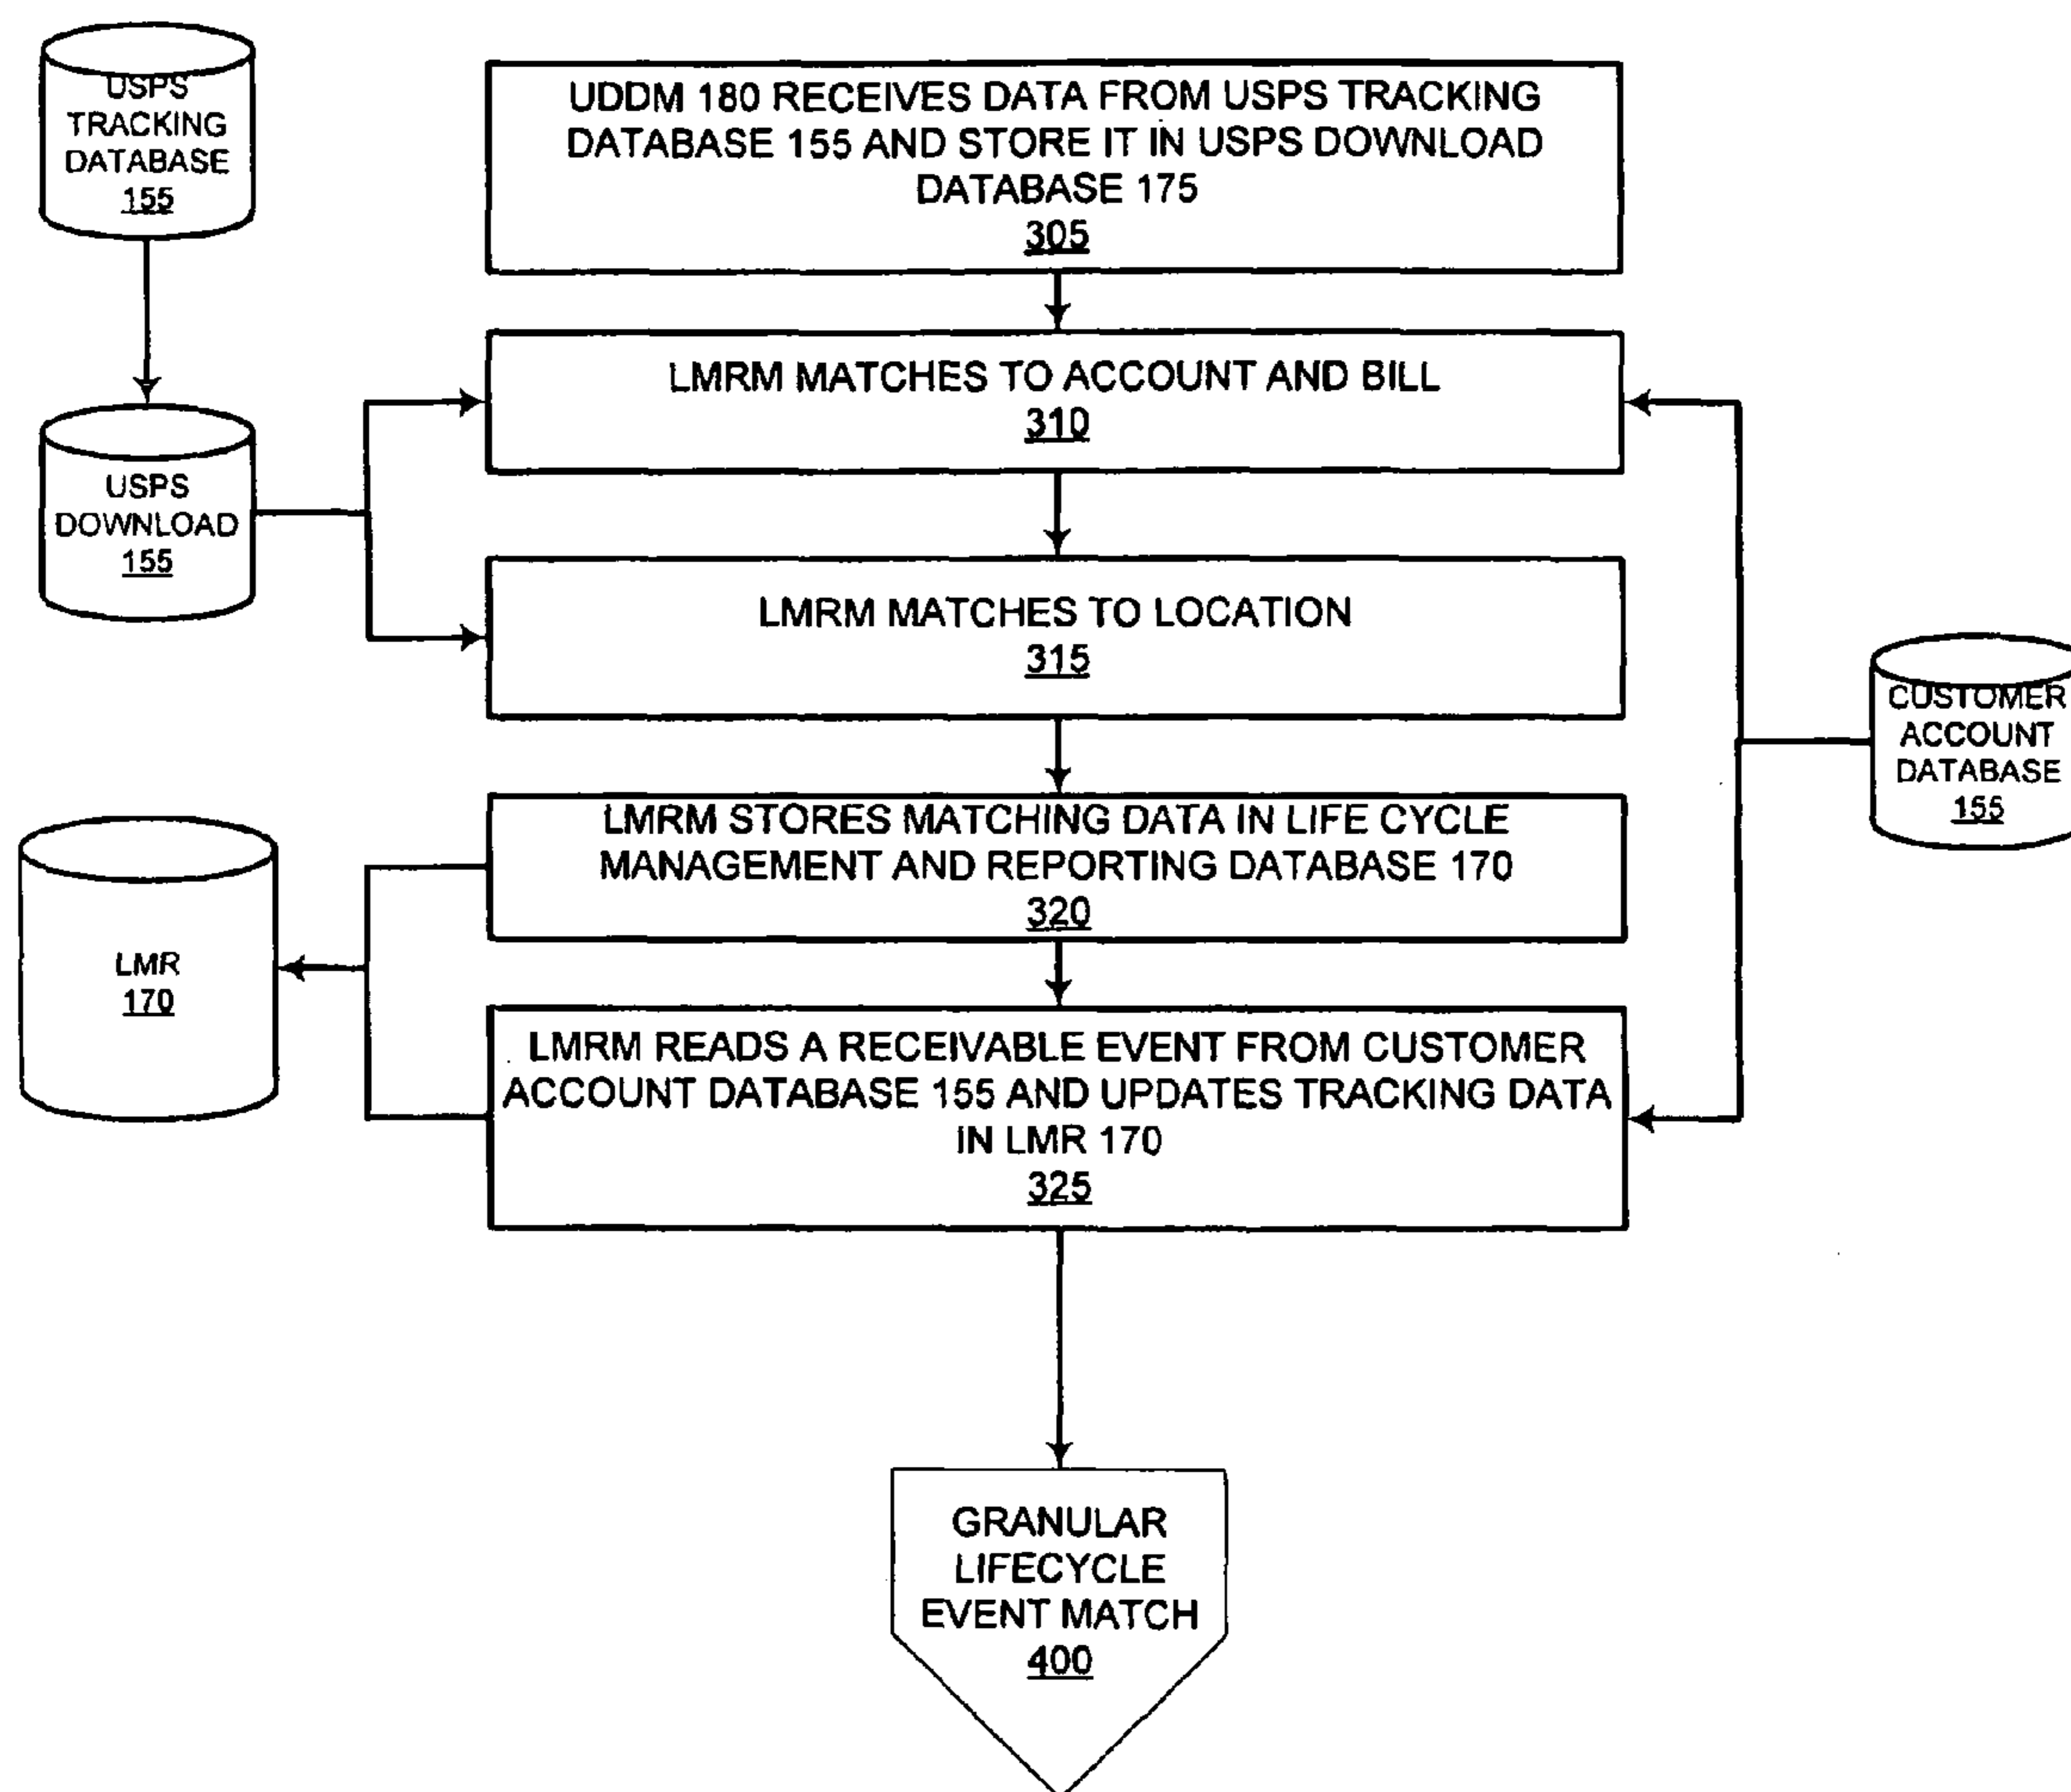 USPS
TRACKING
DATABASE
155
UDDM 180 RECEIVES DATA FROM USPS TRACKING
DATABASE 155 AND STORE IT IN USPS DOWNLOAD
DATABASE 175
305
LMRM MATCHES TO ACCOUNT AND BILL
310
USPS
DOWNLOAD
155
LMRM MATCHES TO LOCATION
315
CUSTOMER
ACCOUNT
DATABASE
155
LMRM STORES MATCHING DATA IN LIFE CYCLE
MANAGEMENT AND REPORTING DATABASE 170
320
LMR
170
LMRM READS A RECEIVABLE EVENT FROM CUSTOMER
ACCOUNT DATABASE 155 AND UPDATES TRACKING DATA
IN LMR 170
325
GRANULAR
LIFECYCLE
EVENT MATCH
400